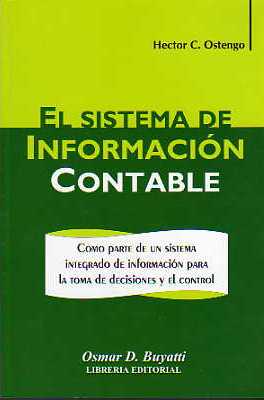 Hector C. Ostengo
EL SISTEMA DE
INFORMACIÓN
CONTABLE
COMO PARTE DE UN SISTEMA
INTEGRADO DE INFORMACIÓN PARA
LA TOMA DE DECISIONES Y EL CONTROL
Osmar D. Buyatti
LIBRERIA EDITORIAL